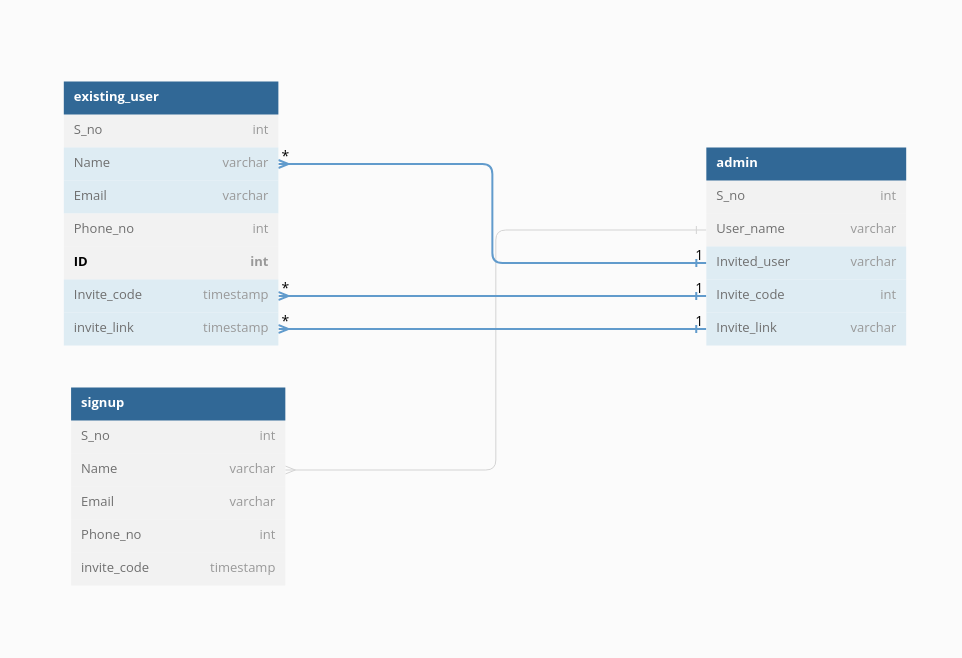 existing_user
S_no int
Name varchar
Email varchar
Phone_no int
ID int
Invite_code timestamp
invite_link timestamp
*
*
*
admin
S_no int
User_name varchar
Invited_user varchar
Invite_code int
Invite_link varchar
1
1
1
signup
S_no int
Name varchar
Email varchar
Phone_no int
invite_code timestamp